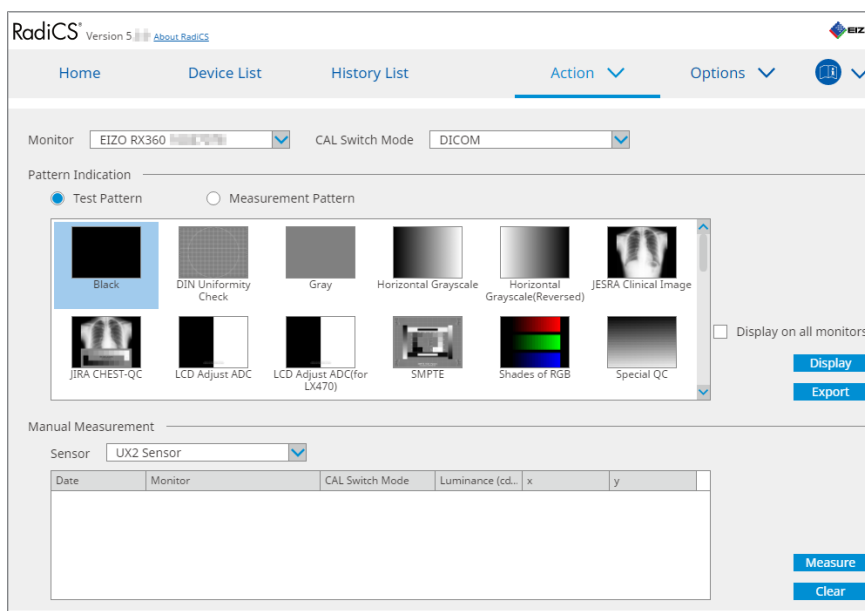 RadiCS® Version 5. About RadiCS
EIZ
Home Device List History List Action Options
Monitor EIZO RX360 CAL Switch Mode DICOM
Pattern Indication
Test Pattern Measurement Pattern
Black
DIN Uniformity
Check
Gray
Horizontal Grayscale
Horizontal
Grayscale(Reversed)
JESRA Clinical Image
JIRA CHEST-QC
LCD Adjust ADC
LCD Adjust ADC(for
LX470)
SMPTE
Shades of RGB
Special QC
Display on all monitors
Display
Export
Manual Measurement
Sensor UX2 Sensor
Date Monitor CAL Switch Mode Luminance (cd... x y
Measure
Clear